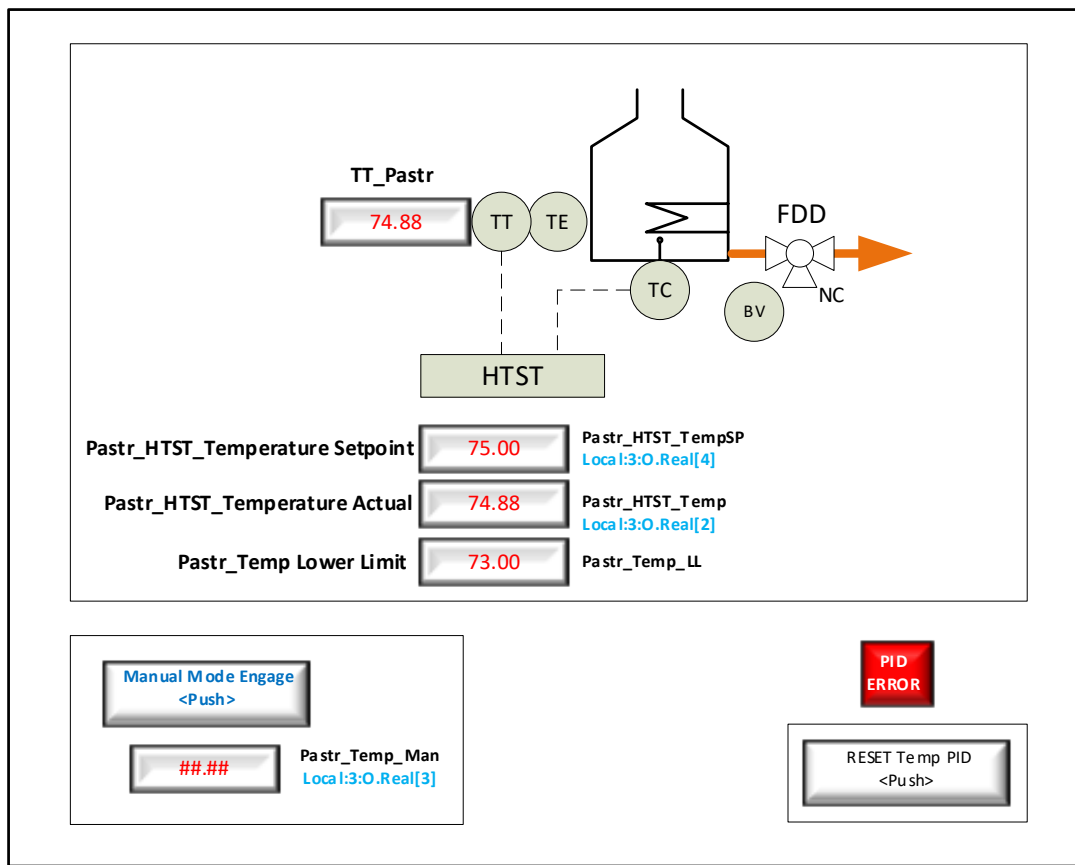 TT_Pastr
74.88
TT
TE
FDD
TC
BV
NC
HTST
Pastr_HTST_Temperature Setpoint
75.00
Pastr_HTST_TempSP
Local:3:O.Real[4]
Pastr_HTST_Temperature Actual
74.88
Pastr_HTST_Temp
Local:3:O.Real[2]
Pastr_Temp Lower Limit
73.00
Pastr_Temp_LL
Manual Mode Engage
<Push>
##.##
Pastr_Temp_Man
Local:3:O.Real[3]
PID
ERROR
RESET Temp PID
<Push>